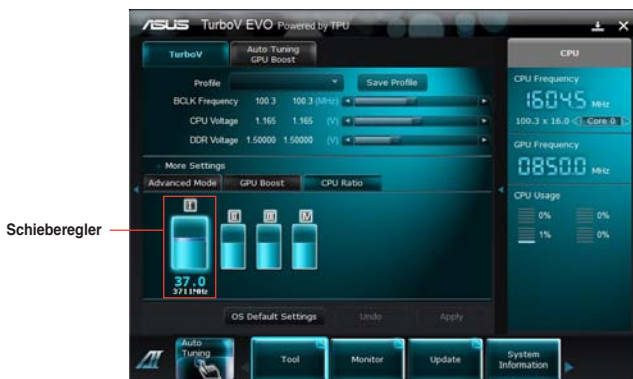 ASUS TurboV EVO Powered by TPU
TurboV
Auto Tuning
GPU Boost
Profile
Save Profile
BCLK Frequency 100.3 100.3 (MHz)
CPU Voltage 1.165 1.165 (V)
DDR Voltage 1.50000 1.50000 (V)
More Settings
Advanced Mode
GPU Boost
CPU Ratio
I
II
III
IV
Schieberegler
37.0
3711MHz
OS Default Settings
Undo
Apply
CPU
CPU Frequency
1604.5 MHz
100.3 x 16.0 Core 0
GPU Frequency
0850.0 MHz
CPU Usage
0% 0%
1% 0%
AI
Auto
Tuning
Tool
Monitor
Update
System
Information